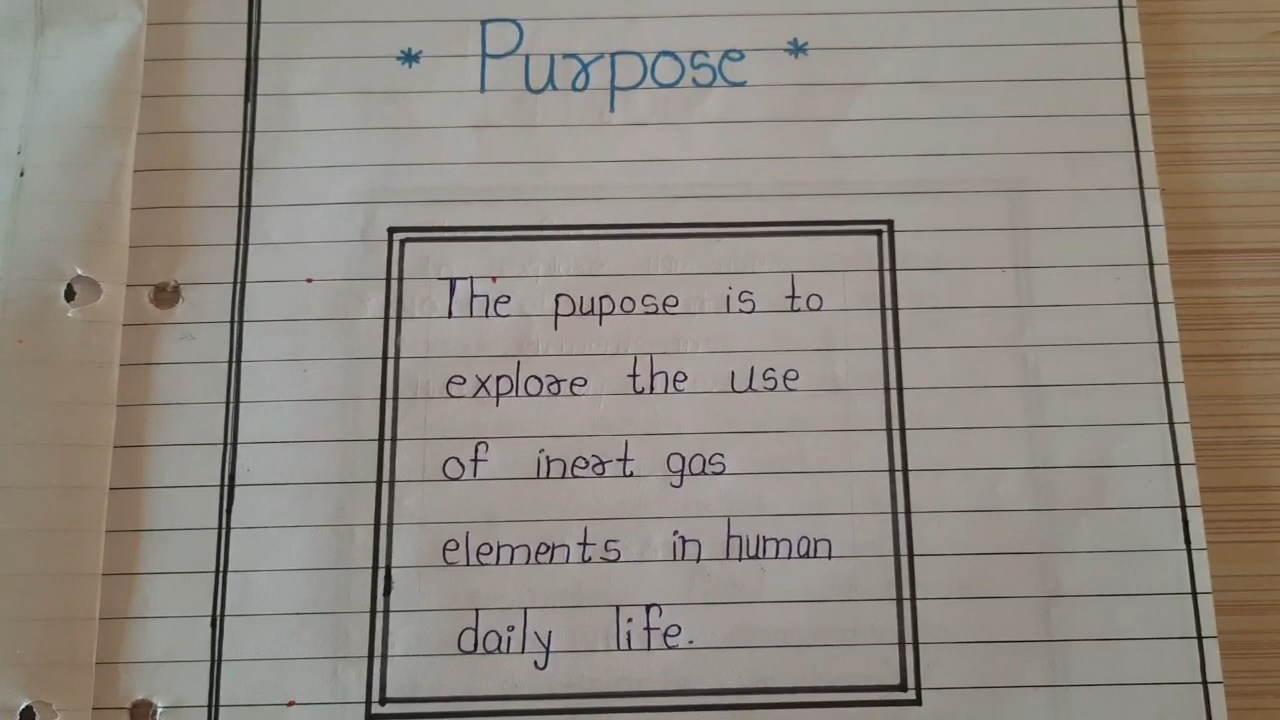 * Purpose *
The pupose is to
explore the use
of inert gas
elements in human
daily life.